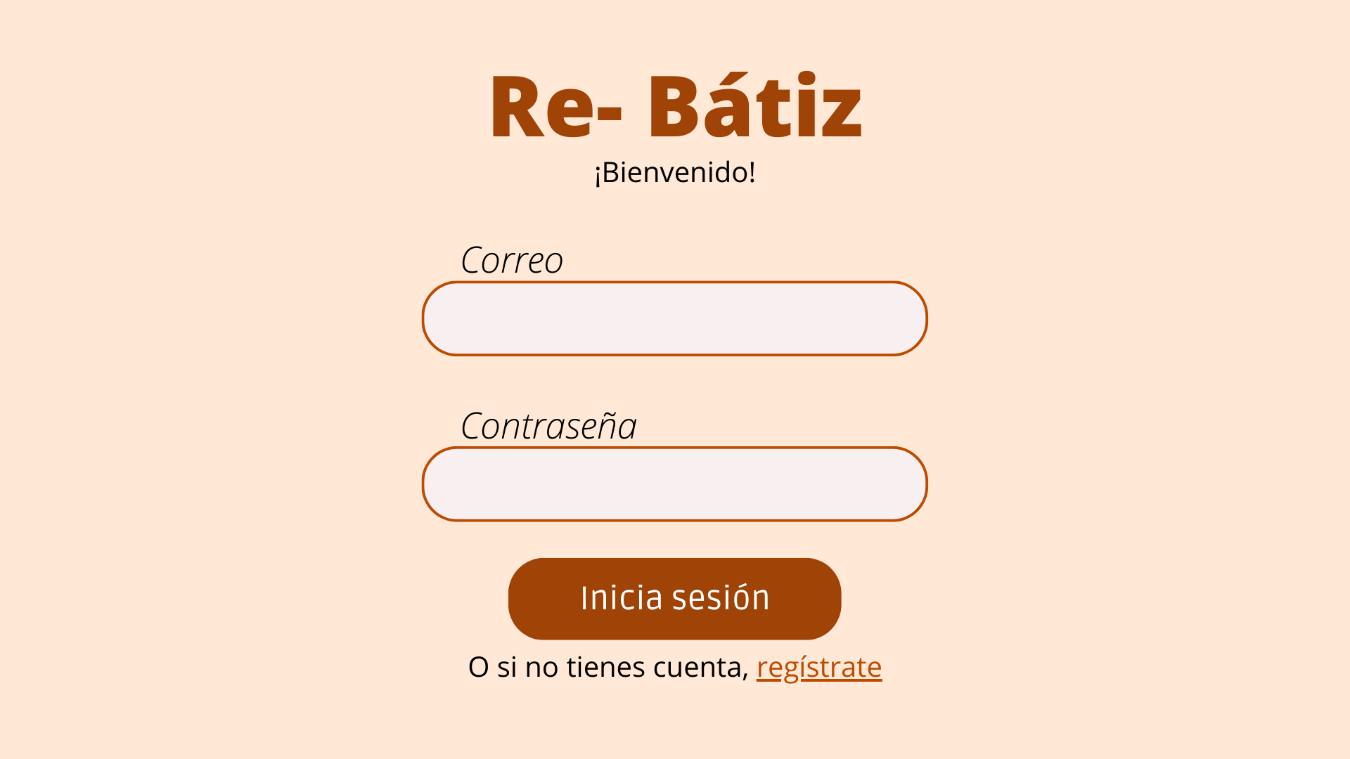 Re- Bátiz
¡Bienvenido!
Correo
Contraseña
Inicia sesión
O si no tienes cuenta, regístrate